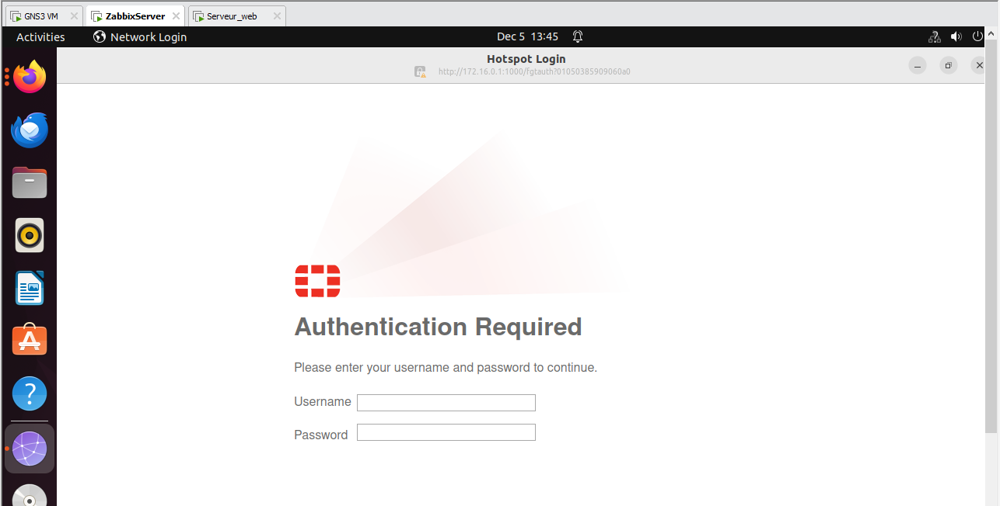 GNS3 VM ZabbixServer Serveur_web
Activities Network Login Dec 5 13:45
Hotspot Login
http://172.16.0.1:1000/fgtauth?01050385909060a0
Authentication Required
Please enter your username and password to continue.
Username
Password